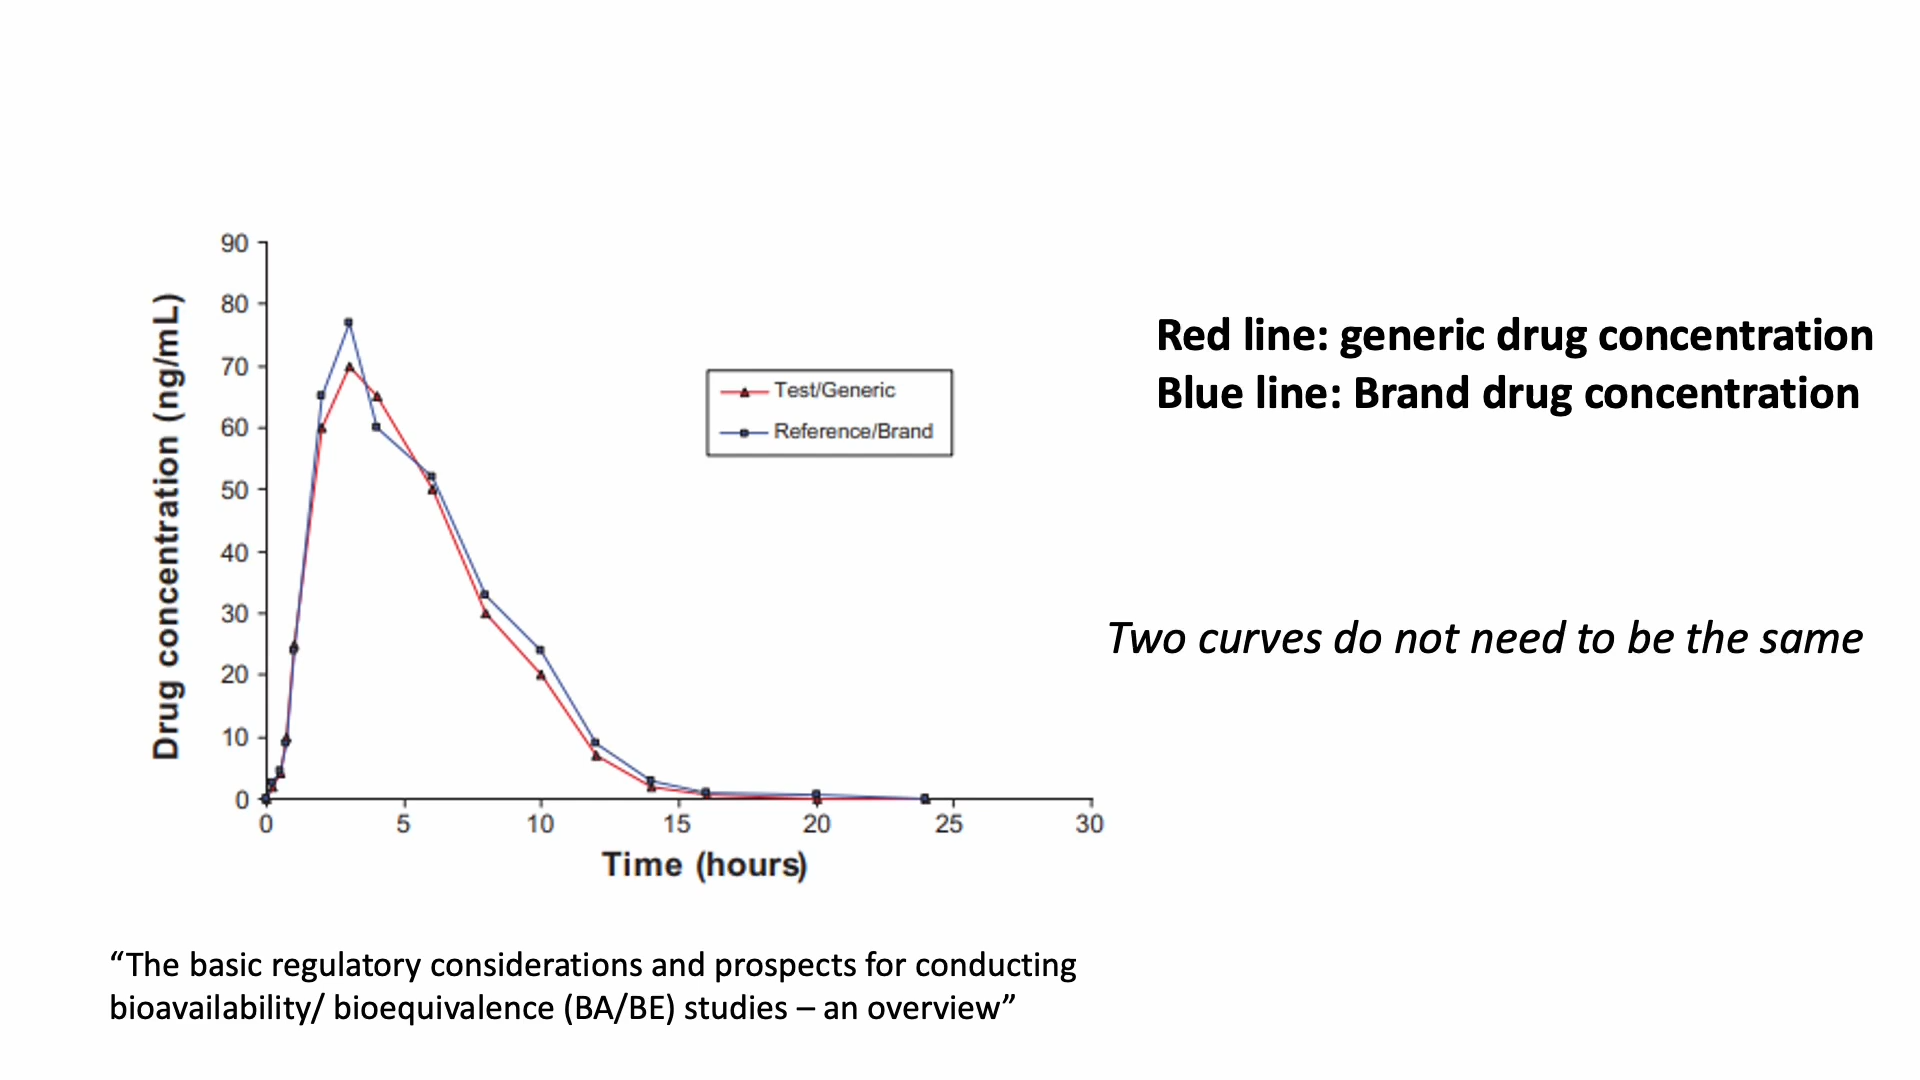 90
80
70
60
50
40
30
20
10
0
Drug concentration (ng/mL)
0 5 10 15 20 25 30
Time (hours)
Test/Generic
Reference/Brand
Red line: generic drug concentration
Blue line: Brand drug concentration
Two curves do not need to be the same
“The basic regulatory considerations and prospects for conducting
bioavailability/ bioequivalence (BA/BE) studies – an overview”